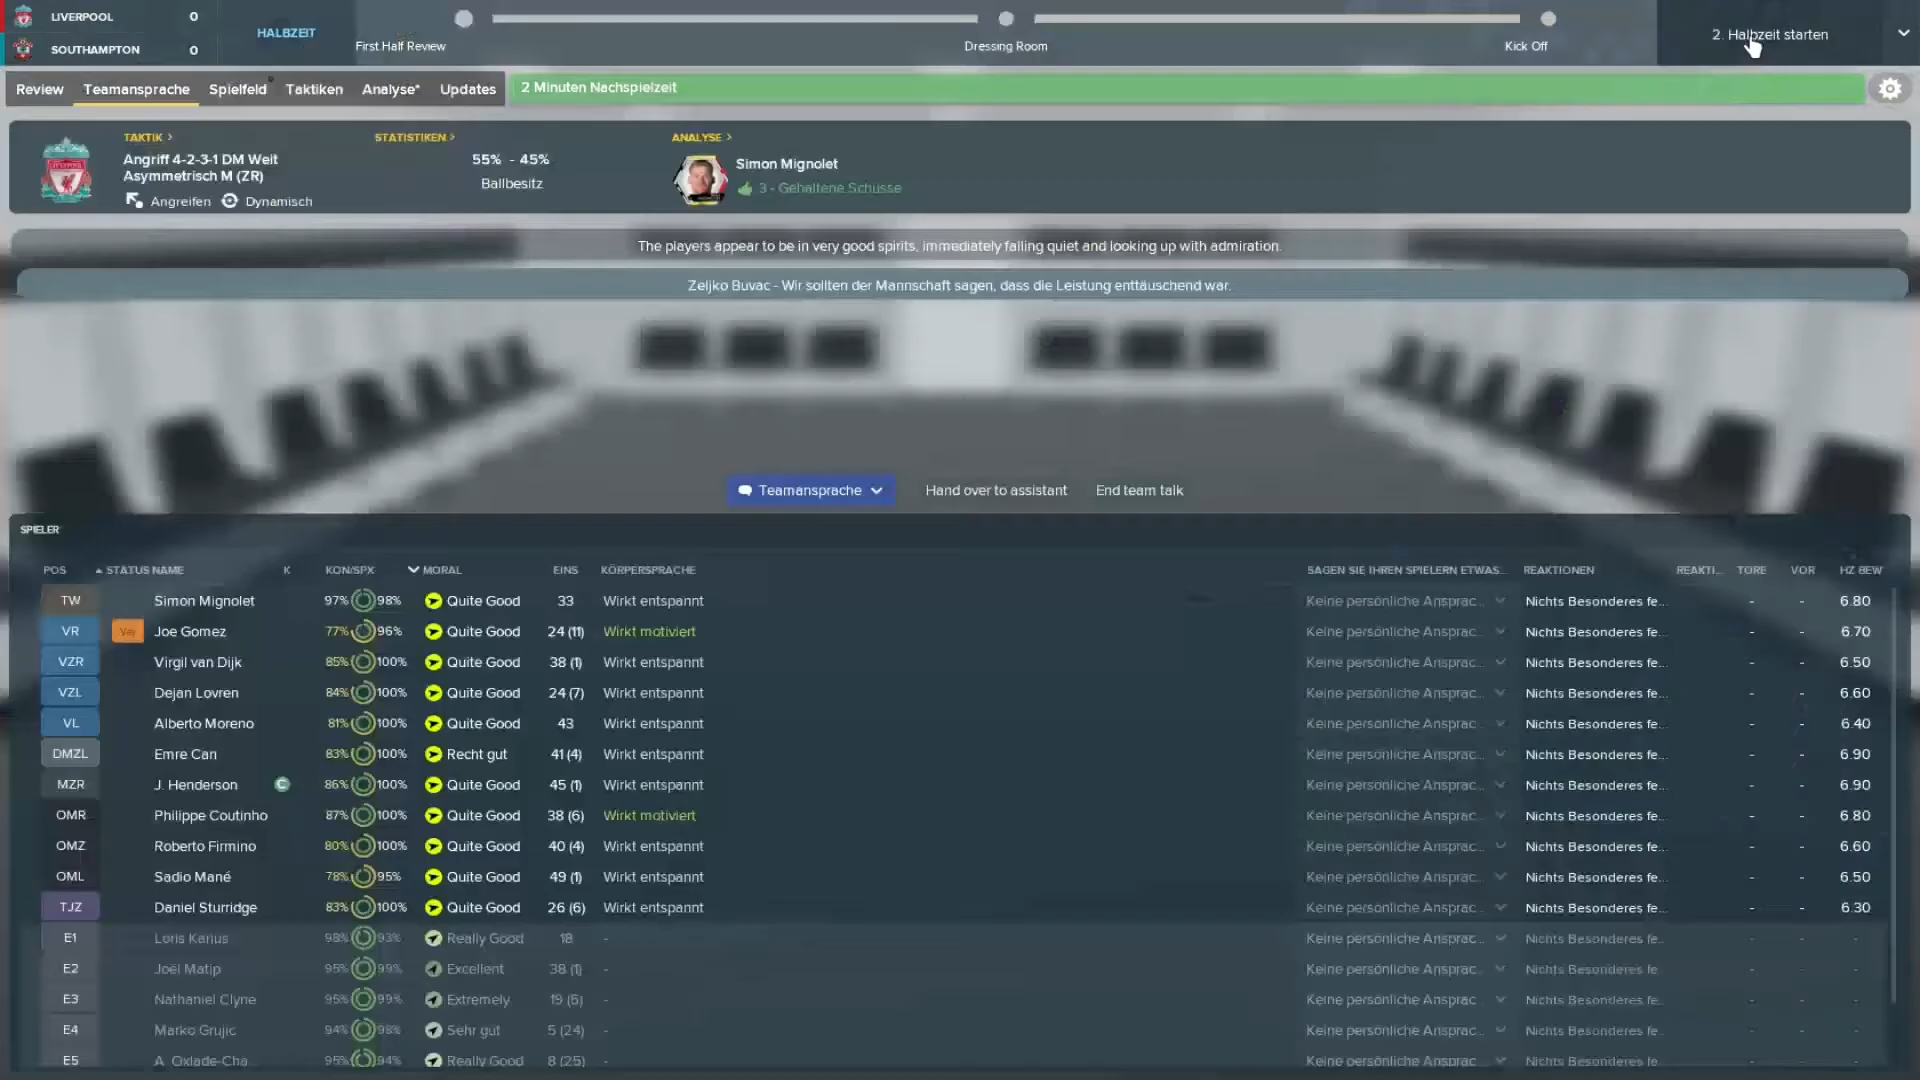 LIVERPOOL 0
SOUTHAMPTON 0
HALBZEIT
First Half Review
Dressing Room
Kick Off
2. Halbzeit starten
Review Teamansprache Spielfeld Taktiken Analyse* Updates
2 Minuten Nachspielzeit
TAKTIK >
Angriff 4-2-3-1 DM Weit
Asymmetrisch M (ZR)
Angreifen Dynamisch
STATISTIKEN >
55% - 45%
Ballbesitz
ANALYSE >
Simon Mignolet
3 - Gehaltene Schüsse
The players appear to be in very good spirits, immediately falling quiet and looking up with admiration.
Zeljko Buvac - Wir sollten der Mannschaft sagen, dass die Leistung enttäuschend war.
Teamansprache Hand over to assistant End team talk
SPIELER
POS STATUS NAME K KON/SPX MORAL EINS KÖRPERSPRACHE SAGEN SIE IHREN SPIELERN ETWAS... REAKTIONEN REAKTI... TORE VOR HZ BEW
TW Simon Mignolet 97% 98% Quite Good 33 Wirkt entspannt Keine persönliche Ansprac... Nichts Besonderes fe... - - 6.80
VR Joe Gomez 77% 96% Quite Good 24 (11) Wirkt motiviert Keine persönliche Ansprac... Nichts Besonderes fe... - - 6.70
VZR Virgil van Dijk 85% 100% Quite Good 38 (1) Wirkt entspannt Keine persönliche Ansprac... Nichts Besonderes fe... - - 6.50
VZL Dejan Lovren 84% 100% Quite Good 24 (7) Wirkt entspannt Keine persönliche Ansprac... Nichts Besonderes fe... - - 6.60
VL Alberto Moreno 81% 100% Quite Good 43 Wirkt entspannt Keine persönliche Ansprac... Nichts Besonderes fe... - - 6.40
DMZL Emre Can 83% 100% Recht gut 41 (4) Wirkt entspannt Keine persönliche Ansprac... Nichts Besonderes fe... - - 6.90
MZR J. Henderson C 86% 100% Quite Good 45 (1) Wirkt entspannt Keine persönliche Ansprac... Nichts Besonderes fe... - - 6.90
OMR Philippe Coutinho 87% 100% Quite Good 38 (6) Wirkt motiviert Keine persönliche Ansprac... Nichts Besonderes fe... - - 6.80
OMZ Roberto Firmino 80% 100% Quite Good 40 (4) Wirkt entspannt Keine persönliche Ansprac... Nichts Besonderes fe... - - 6.60
OML Sadio Mané 78% 95% Quite Good 49 (1) Wirkt entspannt Keine persönliche Ansprac... Nichts Besonderes fe... - - 6.50
TJZ Daniel Sturridge 83% 100% Quite Good 26 (6) Wirkt entspannt Keine persönliche Ansprac... Nichts Besonderes fe... - - 6.30
E1 Loris Karius 98% 93% Really Good 18 - Keine persönliche Ansprac... Nichts Besonderes fe... - - -
E2 Joël Matip 95% 99% Excellent 38 (1) - Keine persönliche Ansprac... Nichts Besonderes fe... - - -
E3 Nathaniel Clyne 95% 99% Extremely 19 (5) - Keine persönliche Ansprac... Nichts Besonderes fe... - - -
E4 Marko Grujic 94% 98% Sehr gut 5 (24) - Keine persönliche Ansprac... Nichts Besonderes fe... - - -
E5 A. Oxlade-Cha... 95% 94% Really Good 8 (25) - Keine persönliche Ansprac... Nichts Besonderes fe... - - -